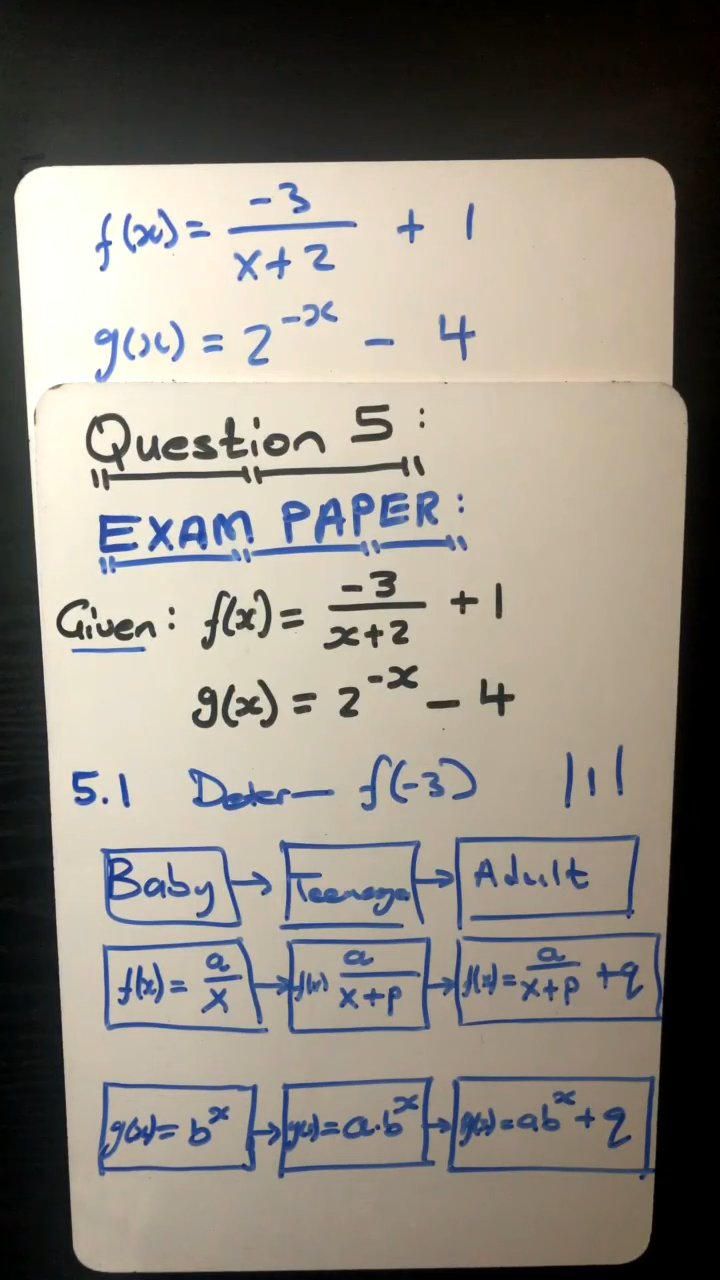 f(x) = -3/(x+2) + 1
g(x) = 2^(-x) - 4
Question 5:
EXAM PAPER:
Given: f(x) = -3/(x+2) + 1
g(x) = 2^(-x) - 4
5.1 Deter— f(-3) |1|
Baby → Teenage → Adult
f(x) = a/x → f(x) a/(x+p) → f(x) = a/(x+p) + q
g(x) = b^x → g(x) = a·b^x → g(x) = ab^x + q